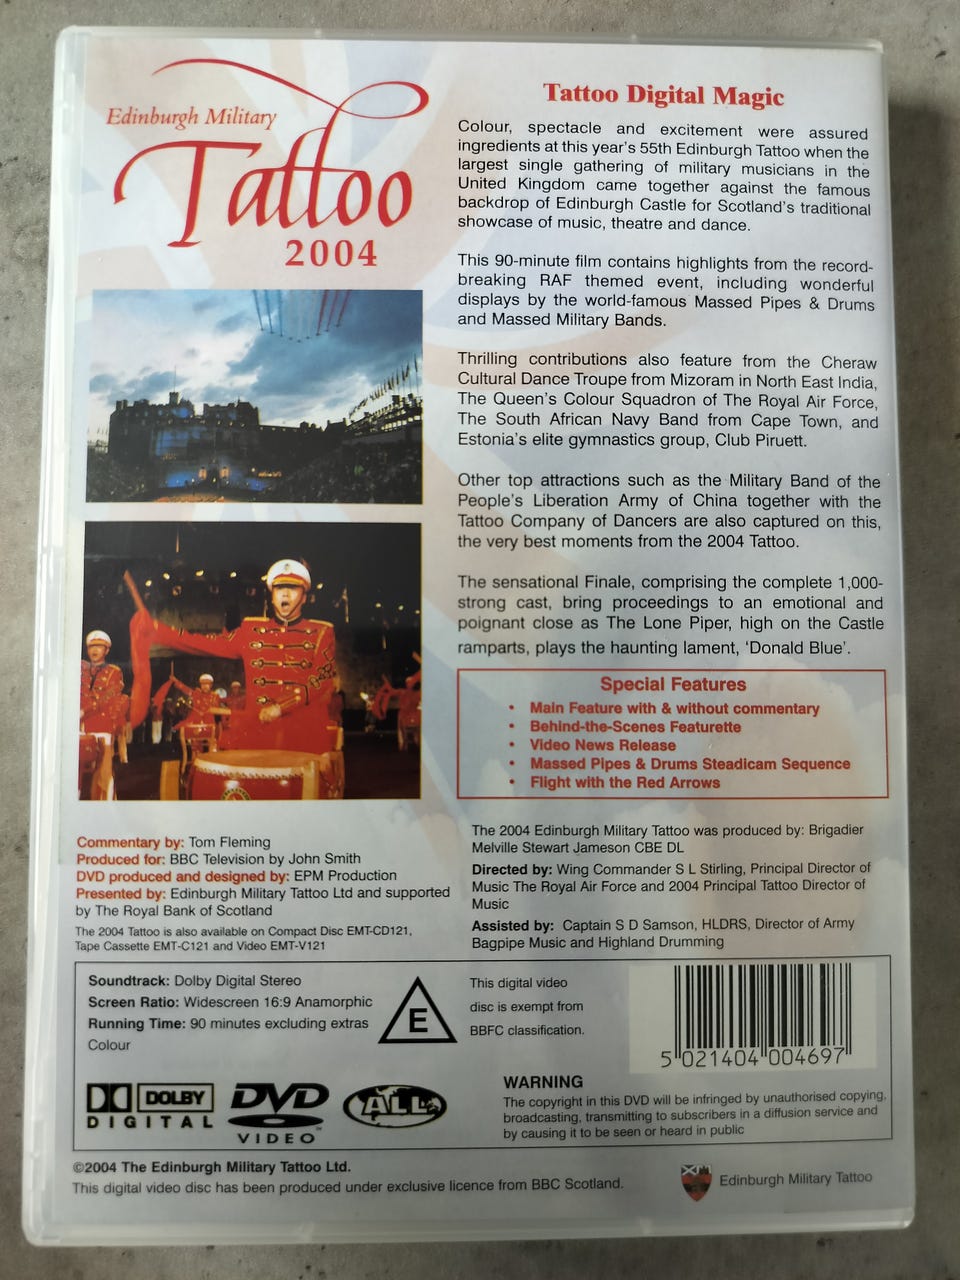 Edinburgh Military
Tattoo
2004
Tattoo Digital Magic
Colour, spectacle and excitement were assured
ingredients at this year's 55th Edinburgh Tattoo when the
largest single gathering of military musicians in the
United Kingdom came together against the famous
backdrop of Edinburgh Castle for Scotland's traditional
showcase of music, theatre and dance.
This 90-minute film contains highlights from the record-
breaking RAF themed event, including wonderful
displays by the world-famous Massed Pipes & Drums
and Massed Military Bands.
Thrilling contributions also feature from the Cheraw
Cultural Dance Troupe from Mizoram in North East India,
The Queen's Colour Squadron of The Royal Air Force,
The South African Navy Band from Cape Town, and
Estonia's elite gymnastics group, Club Piruett.
Other top attractions such as the Military Band of the
People's Liberation Army of China together with the
Tattoo Company of Dancers are also captured on this,
the very best moments from the 2004 Tattoo.
The sensational Finale, comprising the complete 1,000-
strong cast, bring proceedings to an emotional and
poignant close as The Lone Piper, high on the Castle
ramparts, plays the haunting lament, 'Donald Blue'.
Special Features
• Main Feature with & without commentary
• Behind-the-Scenes Featurette
• Video News Release
• Massed Pipes & Drums Steadicam Sequence
• Flight with the Red Arrows
Commentary by: Tom Fleming
Produced for: BBC Television by John Smith
DVD produced and designed by: EPM Production
Presented by: Edinburgh Military Tattoo Ltd and supported
by The Royal Bank of Scotland
The 2004 Tattoo is also available on Compact Disc EMT-CD121,
Tape Cassette EMT-C121 and Video EMT-V121
The 2004 Edinburgh Military Tattoo was produced by: Brigadier
Melville Stewart Jameson CBE DL
Directed by: Wing Commander S L Stirling, Principal Director of
Music The Royal Air Force and 2004 Principal Tattoo Director of
Music
Assisted by: Captain S D Samson, HLDRS, Director of Army
Bagpipe Music and Highland Drumming
Soundtrack: Dolby Digital Stereo
Screen Ratio: Widescreen 16:9 Anamorphic
Running Time: 90 minutes excluding extras
Colour
E
This digital video
disc is exempt from
BBFC classification.
5 021404 004697
DOLBY
DIGITAL
DVD
VIDEO™
ALL
WARNING
The copyright in this DVD will be infringed by unauthorised copying,
broadcasting, transmitting to subscribers in a diffusion service and
by causing it to be seen or heard in public
©2004 The Edinburgh Military Tattoo Ltd.
This digital video disc has been produced under exclusive licence from BBC Scotland.
Edinburgh Military Tattoo